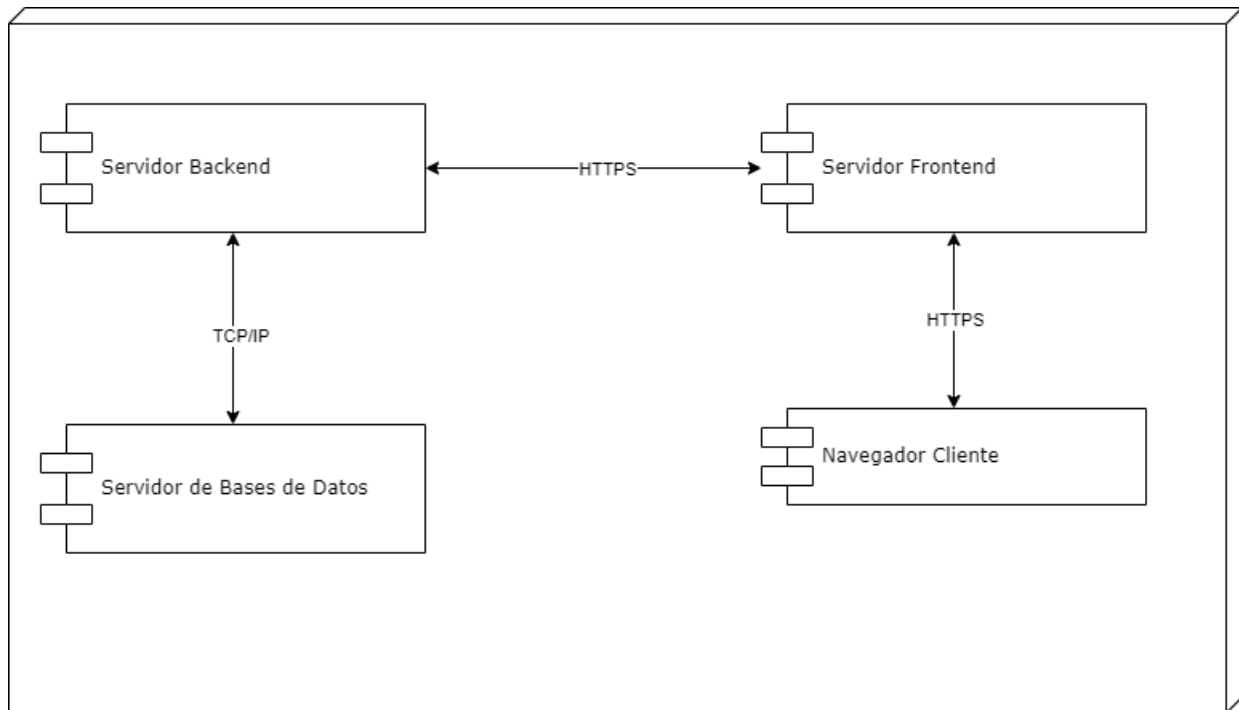 Servidor Backend
HTTPS
Servidor Frontend
TCP/IP
HTTPS
Servidor de Bases de Datos
Navegador Cliente